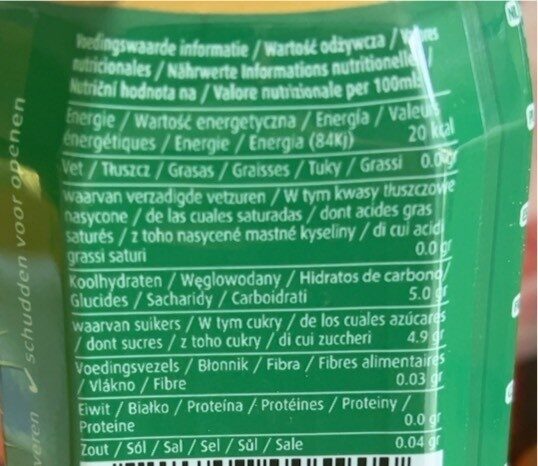 Voedingswaarde informatie / Wartość odżywcza /
nutricionales / Nährwerte Informations nutritionelles /
Nutriční hodnota na / Valore nutrizionale per 100ml
Energie / Wartość energetyczna / Energía / Valeurs
énergétiques / Energie / Energia (84Kj) 20 kcal
Vet / Tłuszcz / Grasas / Graisses / Tuky / Grassi 0.0 gr
waarvan verzadigde vetzuren / W tym kwasy tłuszczowe
nasycone / de las cuales saturadas / dont acides gras
saturés / z toho nasycené mastné kyseliny / di cui acidi
grassi saturi 0.0 gr
Koolhydraten / Węglowodany / Hidratos de carbono/
Glucides / Sacharidy / Carboidrati 5.0 gr
waarvan suikers / W tym cukry / de los cuales azúcares
/ dont sucres / z toho cukry / di cui zuccheri 4.9 gr
Voedingsvezels / Błonnik / Fibra / Fibres alimentaires
/ Vlákno / Fibre 0.03 gr
Eiwit / Białko / Proteína / Protéines / Proteiny /
Proteine 0.0 gr
Zout / Sól / Sal / Sel / Sůl / Sale 0.04 gr
schudden voor openen